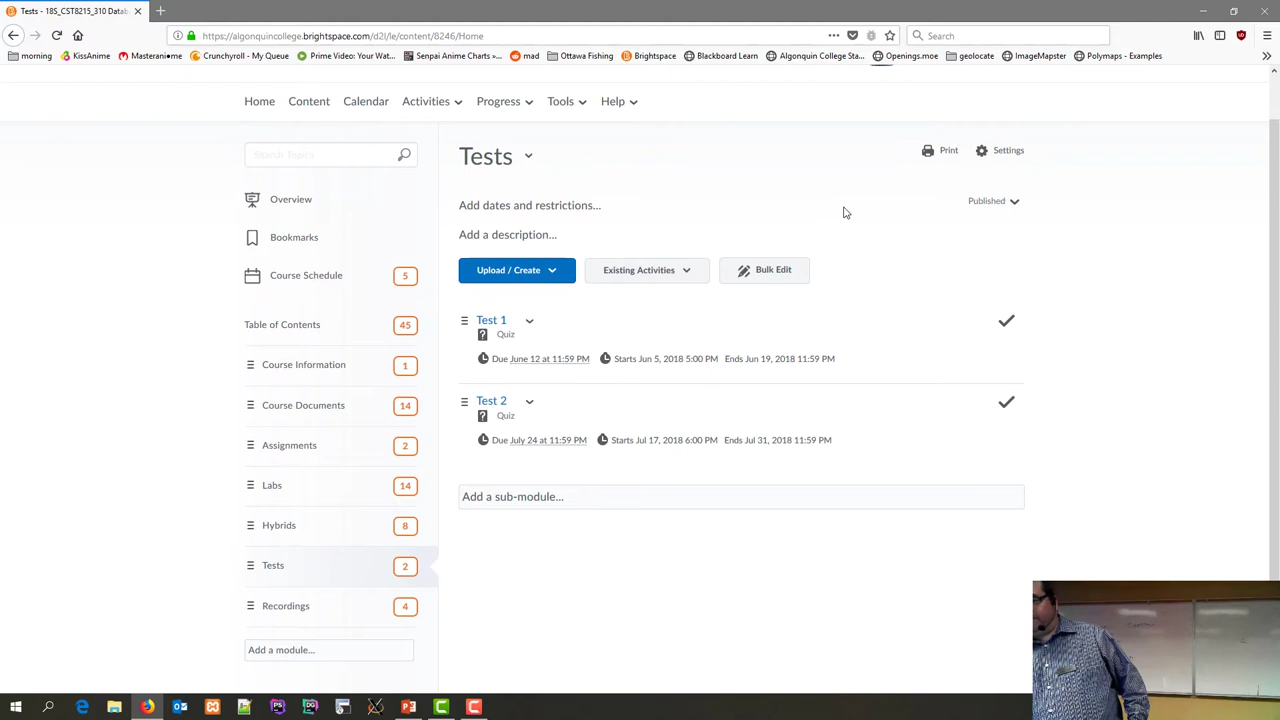 Tests - 18S_CST8215_310 Datab
https://algonquincollege.brightspace.com/d2l/le/content/8246/Home
Search
morning KissAnime Masterani•me Crunchyroll - My Queue Prime Video: Your Wat... Senpai Anime Charts »... mad Ottawa Fishing Brightspace Blackboard Learn Algonquin College Sta... Openings.moe geolocate ImageMapster Polymaps - Examples
Home Content Calendar Activities Progress Tools Help
Search Topics
Tests
Print Settings
Overview
Add dates and restrictions...
Published
Bookmarks
Add a description...
Course Schedule 5
Upload / Create Existing Activities Bulk Edit
Table of Contents 45
Test 1
Quiz
Due June 12 at 11:59 PM Starts Jun 5, 2018 5:00 PM Ends Jun 19, 2018 11:59 PM
Course Information 1
Course Documents 14
Test 2
Quiz
Due July 24 at 11:59 PM Starts Jul 17, 2018 6:00 PM Ends Jul 31, 2018 11:59 PM
Assignments 2
Labs 14
Add a sub-module...
Hybrids 8
Tests 2
Recordings 4
Add a module...